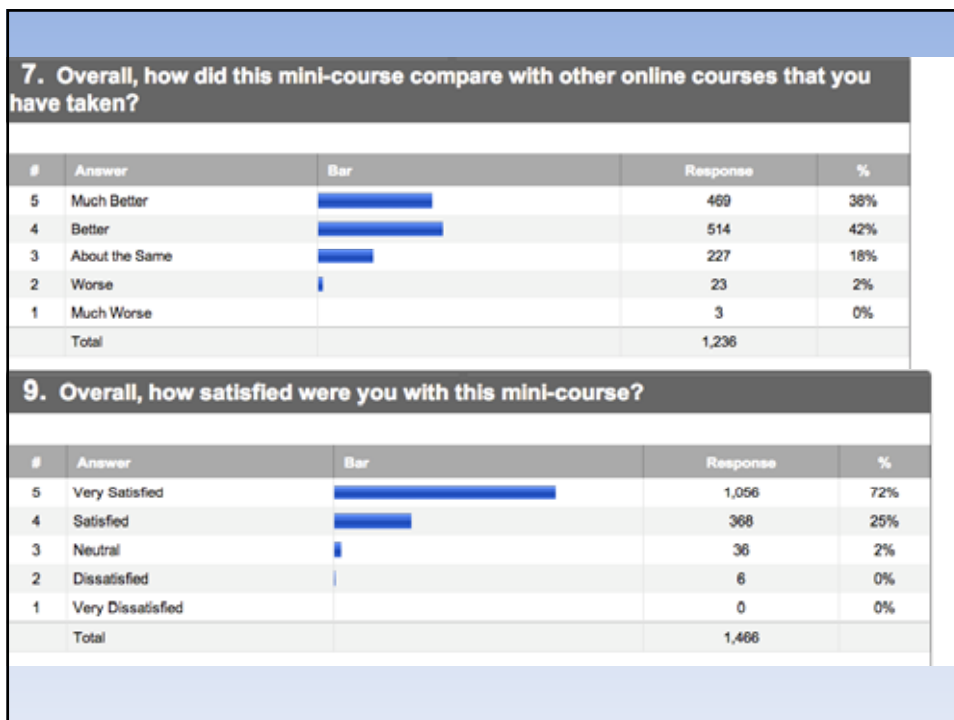 7. Overall, how did this mini-course compare with other online courses that you
have taken?
# Answer Bar Response %
5 Much Better 469 38%
4 Better 514 42%
3 About the Same 227 18%
2 Worse 23 2%
1 Much Worse 3 0%
Total 1,236
9. Overall, how satisfied were you with this mini-course?
# Answer Bar Response %
5 Very Satisfied 1,056 72%
4 Satisfied 368 25%
3 Neutral 36 2%
2 Dissatisfied 6 0%
1 Very Dissatisfied 0 0%
Total 1,466